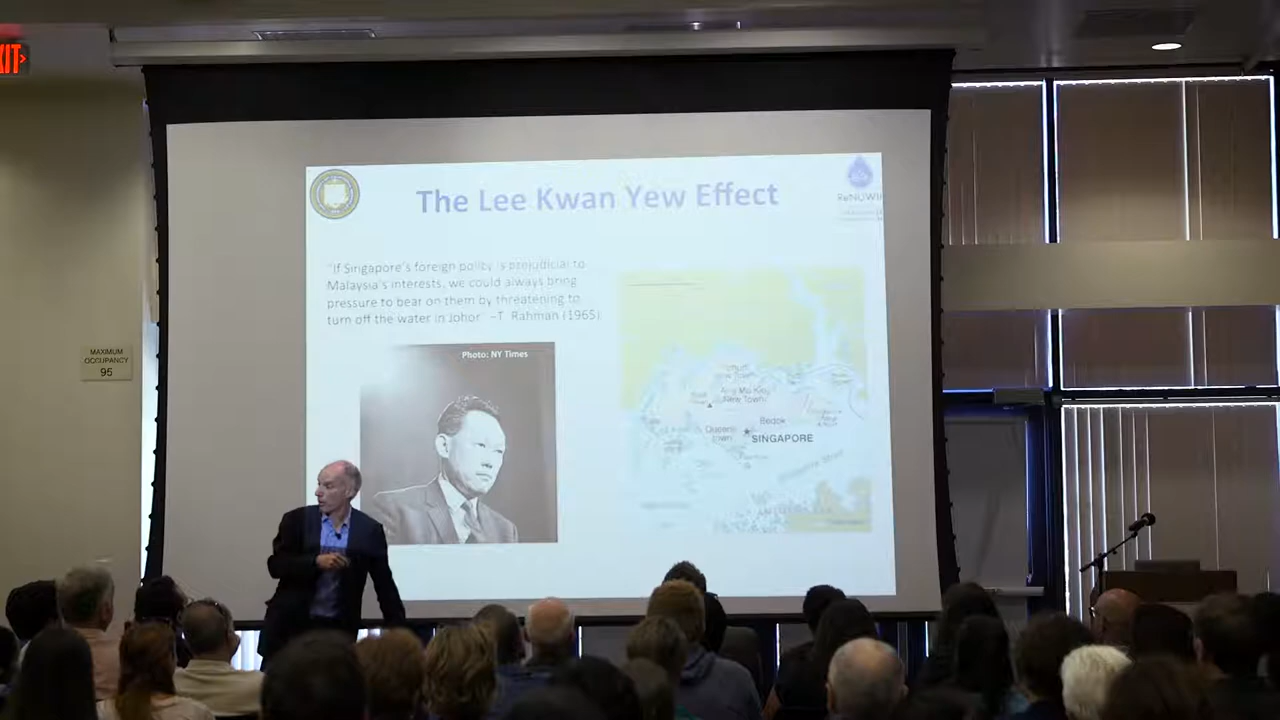 EXIT
The Lee Kwan Yew Effect
ReNUWIt
"If Singapore's foreign policy is prejudicial to
Malaysia's interests, we could always bring
pressure to bear on them by threatening to
turn off the water in Johor" –T. Rahman (1965)
Photo: NY Times
MAXIMUM
OCCUPANCY
95
Ang Mo Kio
New Town
Bedok
Queens-
town
SINGAPORE